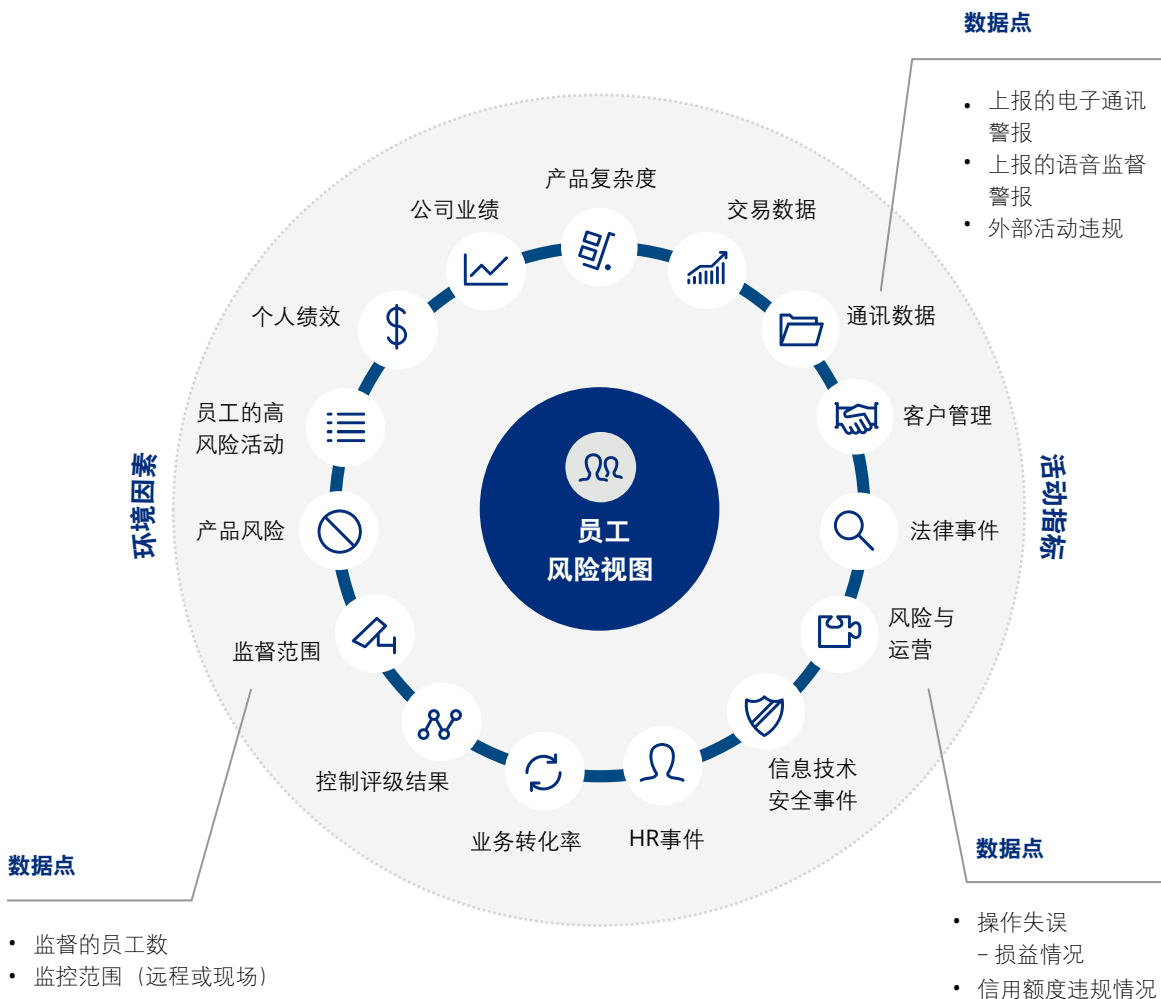 数据点
• 上报的电子通讯
警报
• 上报的语音监督
警报
• 外部活动违规
产品复杂度
公司业绩
交易数据
个人绩效
通讯数据
员工的高
风险活动
客户管理
环境因素
活动指标
产品风险
员工
风险视图
法律事件
监督范围
风险与
运营
控制评级结果
信息技术
安全事件
业务转化率
HR事件
数据点
• 监督的员工数
• 监控范围（远程或现场）
数据点
• 操作失误
– 损益情况
• 信用额度违规情况